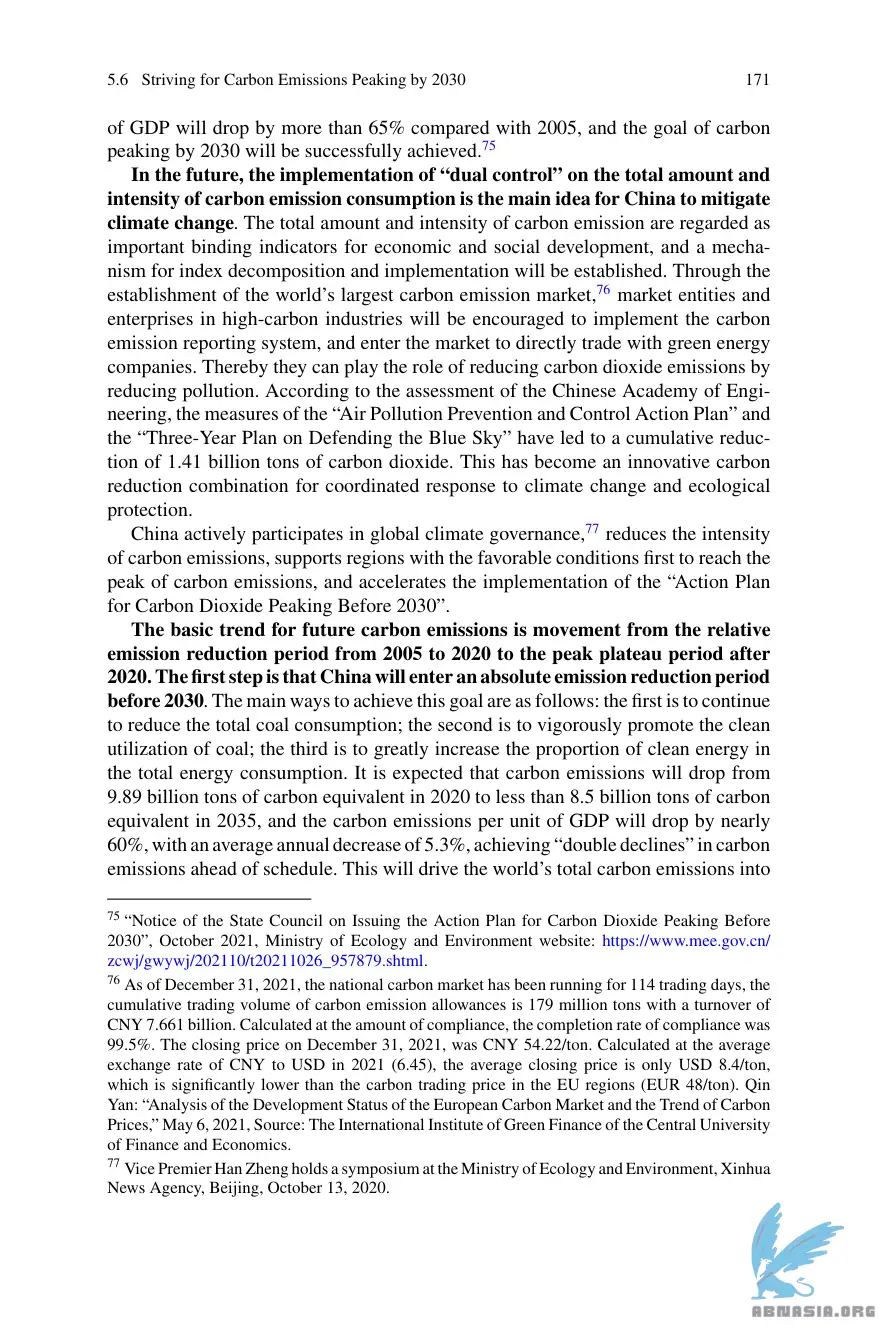 5.6 Striving for Carbon Emissions Peaking by 2030 171
of GDP will drop by more than 65% compared with 2005, and the goal of carbon
peaking by 2030 will be successfully achieved.75
In the future, the implementation of “dual control” on the total amount and
intensity of carbon emission consumption is the main idea for China to mitigate
climate change. The total amount and intensity of carbon emission are regarded as
important binding indicators for economic and social development, and a mecha-
nism for index decomposition and implementation will be established. Through the
establishment of the world’s largest carbon emission market,76 market entities and
enterprises in high-carbon industries will be encouraged to implement the carbon
emission reporting system, and enter the market to directly trade with green energy
companies. Thereby they can play the role of reducing carbon dioxide emissions by
reducing pollution. According to the assessment of the Chinese Academy of Engi-
neering, the measures of the “Air Pollution Prevention and Control Action Plan” and
the “Three-Year Plan on Defending the Blue Sky” have led to a cumulative reduc-
tion of 1.41 billion tons of carbon dioxide. This has become an innovative carbon
reduction combination for coordinated response to climate change and ecological
protection.
China actively participates in global climate governance,77 reduces the intensity
of carbon emissions, supports regions with the favorable conditions first to reach the
peak of carbon emissions, and accelerates the implementation of the “Action Plan
for Carbon Dioxide Peaking Before 2030”.
The basic trend for future carbon emissions is movement from the relative
emission reduction period from 2005 to 2020 to the peak plateau period after
2020. The first step is that China will enter an absolute emission reduction period
before 2030. The main ways to achieve this goal are as follows: the first is to continue
to reduce the total coal consumption; the second is to vigorously promote the clean
utilization of coal; the third is to greatly increase the proportion of clean energy in
the total energy consumption. It is expected that carbon emissions will drop from
9.89 billion tons of carbon equivalent in 2020 to less than 8.5 billion tons of carbon
equivalent in 2035, and the carbon emissions per unit of GDP will drop by nearly
60%, with an average annual decrease of 5.3%, achieving “double declines” in carbon
emissions ahead of schedule. This will drive the world’s total carbon emissions into
75 “Notice of the State Council on Issuing the Action Plan for Carbon Dioxide Peaking Before
2030”, October 2021, Ministry of Ecology and Environment website: https://www.mee.gov.cn/
zcwj/gwywj/202110/t20211026_957879.shtml.
76 As of December 31, 2021, the national carbon market has been running for 114 trading days, the
cumulative trading volume of carbon emission allowances is 179 million tons with a turnover of
CNY 7.661 billion. Calculated at the amount of compliance, the completion rate of compliance was
99.5%. The closing price on December 31, 2021, was CNY 54.22/ton. Calculated at the average
exchange rate of CNY to USD in 2021 (6.45), the average closing price is only USD 8.4/ton,
which is significantly lower than the carbon trading price in the EU regions (EUR 48/ton). Qin
Yan: “Analysis of the Development Status of the European Carbon Market and the Trend of Carbon
Prices,” May 6, 2021, Source: The International Institute of Green Finance of the Central University
of Finance and Economics.
77 Vice Premier Han Zheng holds a symposium at the Ministry of Ecology and Environment, Xinhua
News Agency, Beijing, October 13, 2020.
ABNASIA.ORG